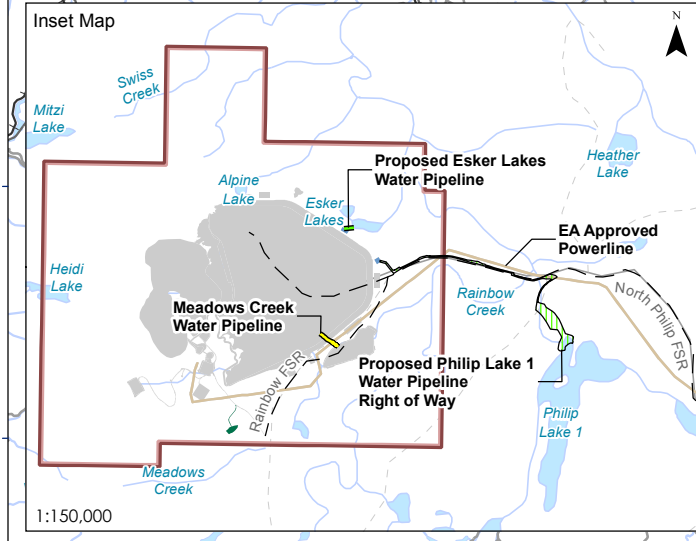 Inset Map
N
Swiss
Creek
Mitzi
Lake
Heather
Lake
Proposed Esker Lakes
Water Pipeline
Alpine
Lake
Esker
Lakes
EA Approved
Powerline
Heidi
Lake
Rainbow
Creek
North Philip FSR
Meadows Creek
Water Pipeline
Rainbow FSR
Proposed Philip Lake 1
Water Pipeline
Right of Way
Philip
Lake 1
Meadows
Creek
1:150,000